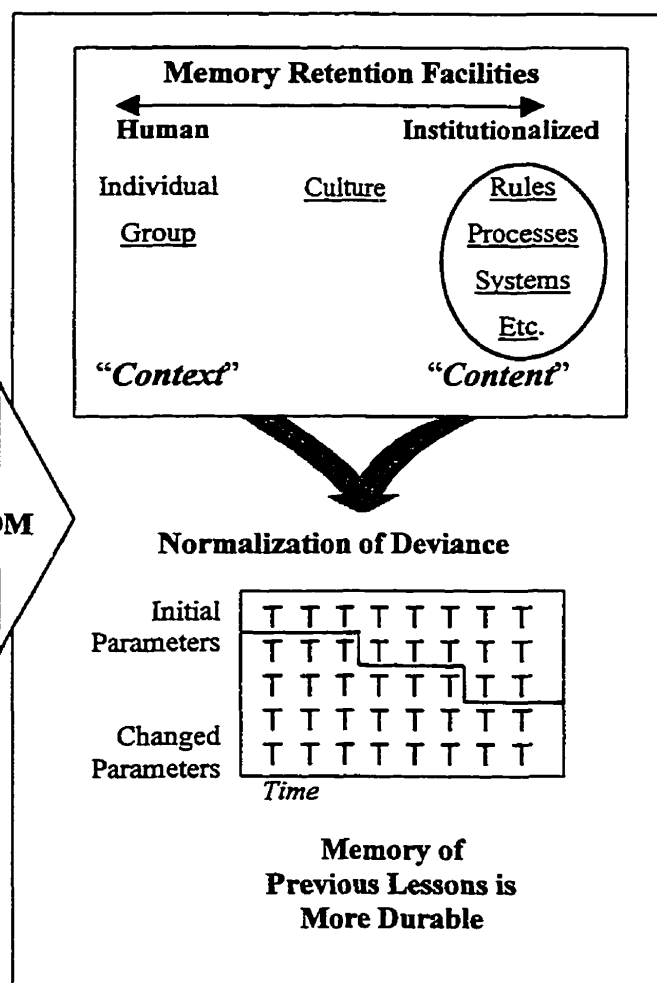 Memory Retention Facilities
Human Institutionalized
Individual Culture Rules
Group Processes
Systems
Etc.
“Context” “Content”
Normalization of Deviance
Initial
Parameters
T T T T T T T T
T T T T T T T T
T T T T T T T T
T T T T T T T T
T T T T T T T T
Changed
Parameters
Time
Memory of
Previous Lessons is
More Durable